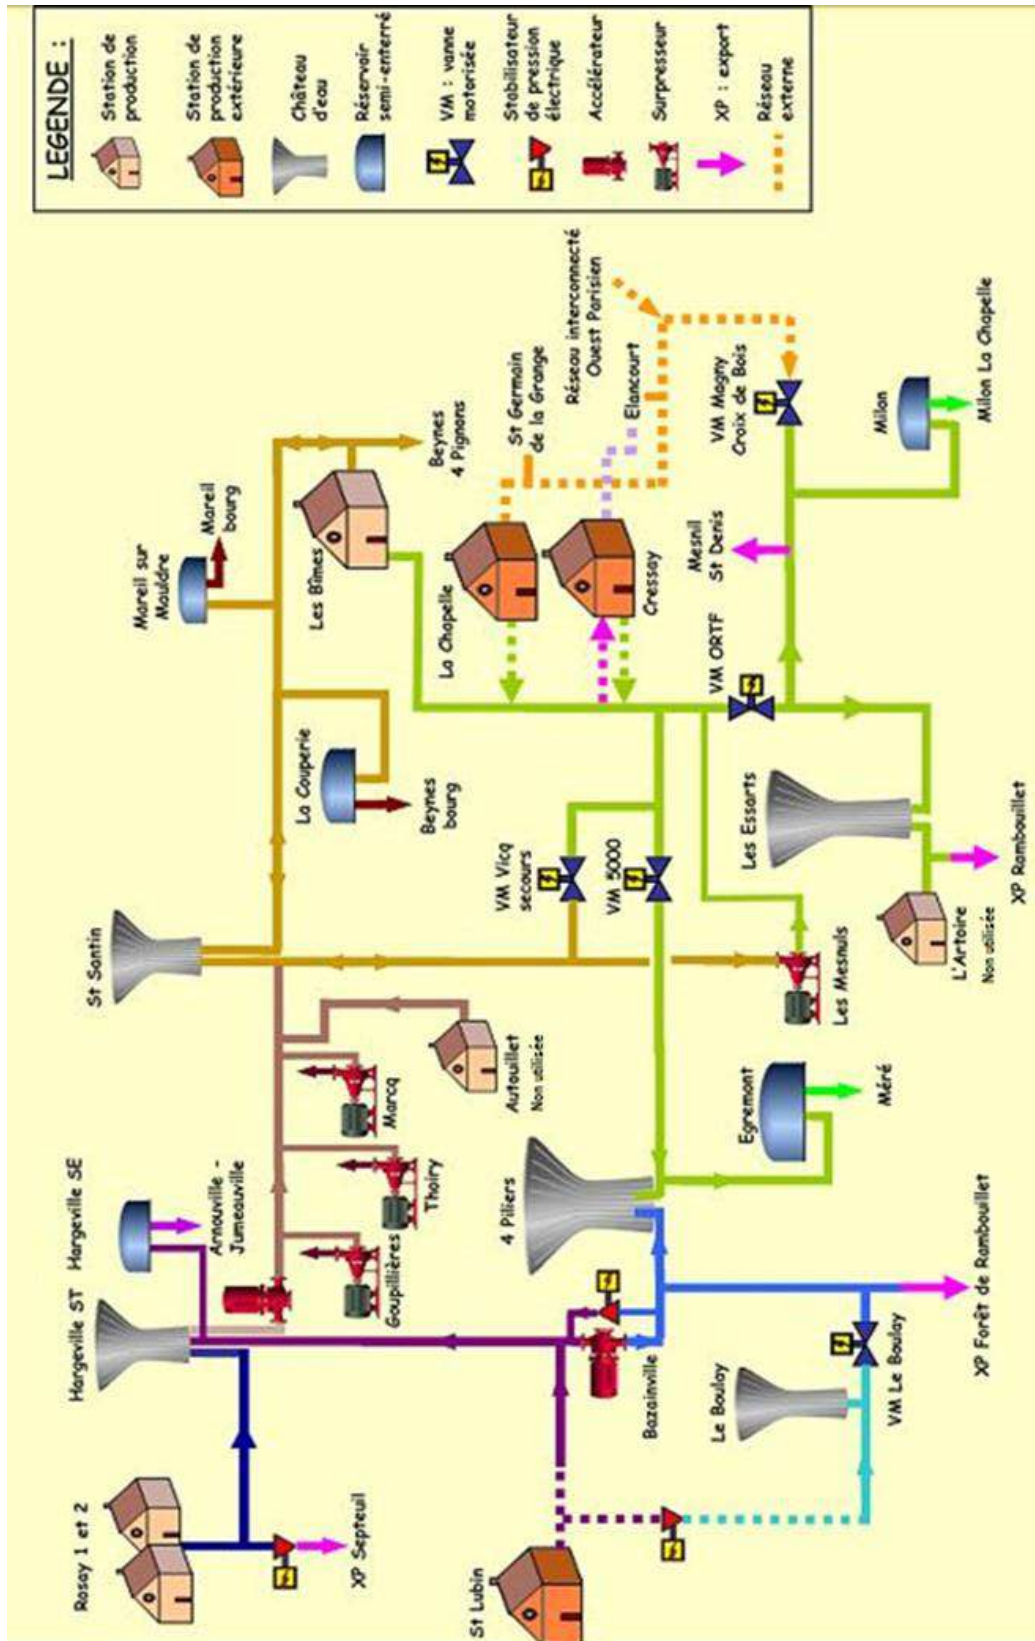 LEGENDE :
Station de
production
Station de
production
extérieure
Château
d'eau
Réservoir
semi-enterré
VM : vanne
motorisée
Stabilisateur
de pression
électrique
Accélérateur
Surpresseur
XP : export
Réseau
externe
Rosay 1 et 2
XP Septeuil
Hargeville ST
Hargeville SE
Arnouville -
Jumeauville
Goupillières
Thoiry
Marcq
Autouillet
Non utilisée
St Santin
La Couperie
Beynes
bourg
Mareil sur
Mauldre
Mareil
bourg
Les Bîmes
Beynes
4 Pignons
La Chapelle
St Germain
de la Grange
Cressay
Elancourt
Réseau interconnecté
Ouest Parisien
VM Magny
Croix de Bois
Milon
Milon La Chapelle
Mesnil
St Denis
VM ORTF
VM Vicq
secours
VM 5000
Les Essarts
L'Artoire
Non utilisée
XP Rambouillet
Les Mesnuls
Egremont
Méré
4 Piliers
Bazainville
St Lubin
Le Boulay
VM Le Boulay
XP Forêt de Rambouillet